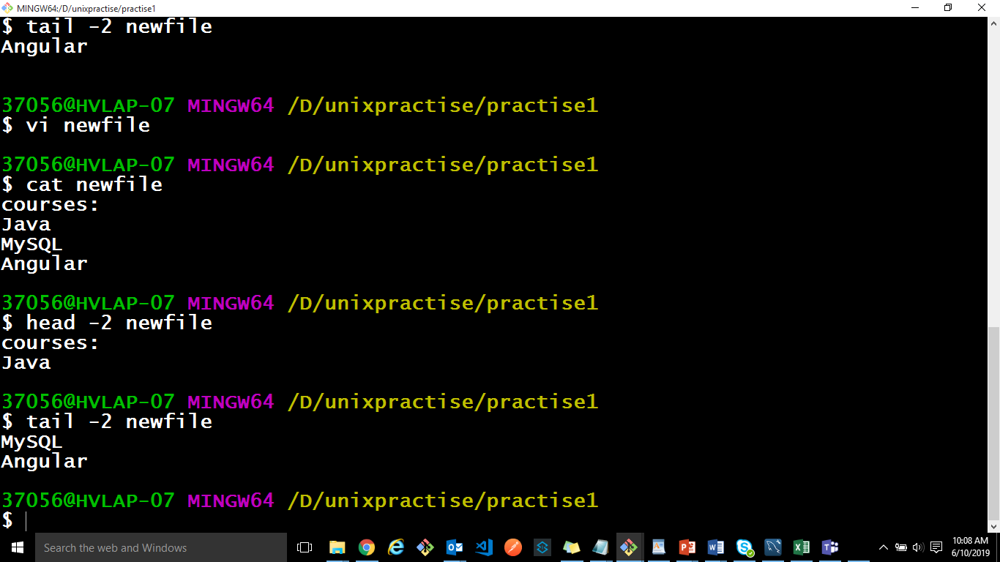 MINGW64:/D/unixpractise/practise1
$ tail -2 newfile
Angular
37056@HVLAP-07 MINGW64 /D/unixpractise/practise1
$ vi newfile
37056@HVLAP-07 MINGW64 /D/unixpractise/practise1
$ cat newfile
courses:
Java
MySQL
Angular
37056@HVLAP-07 MINGW64 /D/unixpractise/practise1
$ head -2 newfile
courses:
Java
37056@HVLAP-07 MINGW64 /D/unixpractise/practise1
$ tail -2 newfile
MySQL
Angular
37056@HVLAP-07 MINGW64 /D/unixpractise/practise1
$
Search the web and Windows
10:08 AM
6/10/2019